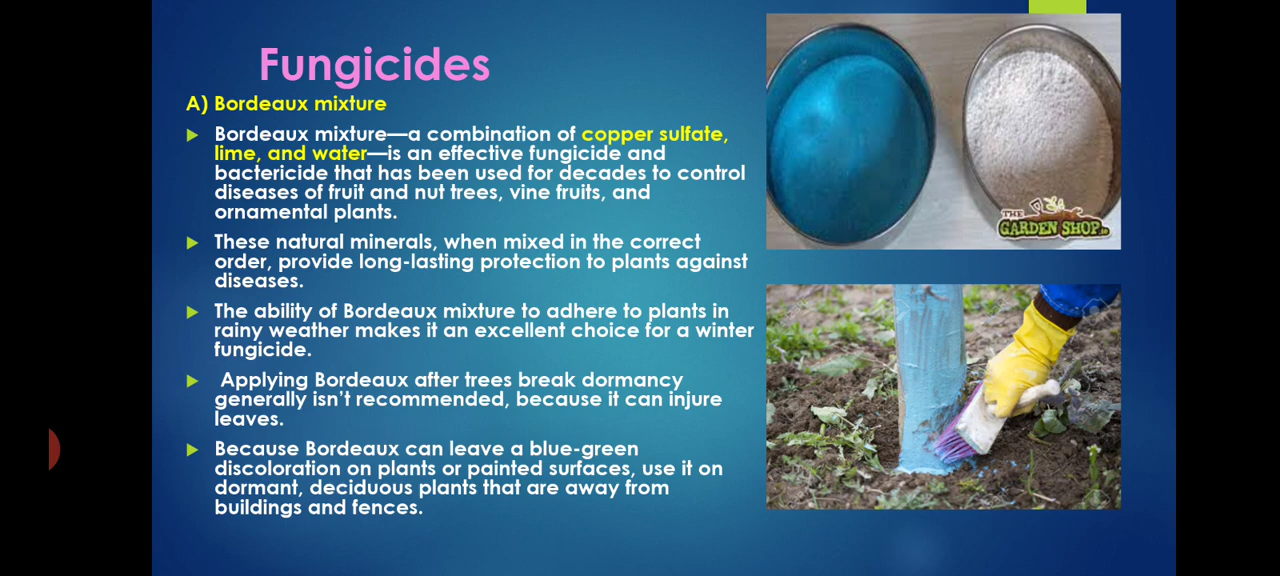 Fungicides
A) Bordeaux mixture
Bordeaux mixture—a combination of copper sulfate,
lime, and water—is an effective fungicide and
bactericide that has been used for decades to control
diseases of fruit and nut trees, vine fruits, and
ornamental plants.
These natural minerals, when mixed in the correct
order, provide long-lasting protection to plants against
diseases.
The ability of Bordeaux mixture to adhere to plants in
rainy weather makes it an excellent choice for a winter
fungicide.
Applying Bordeaux after trees break dormancy
generally isn’t recommended, because it can injure
leaves.
Because Bordeaux can leave a blue-green
discoloration on plants or painted surfaces, use it on
dormant, deciduous plants that are away from
buildings and fences.
THE
GARDEN SHOP.ie